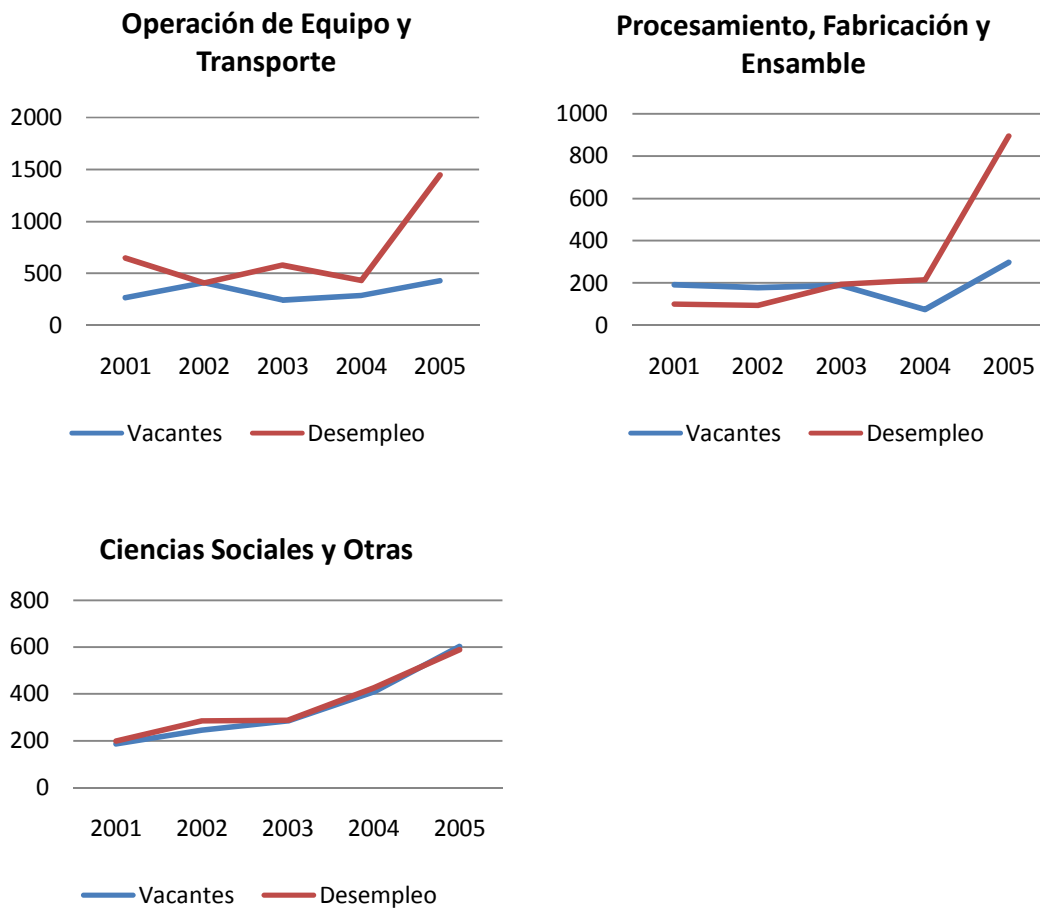 Operación de Equipo y
Transporte
2000
1500
1000
500
0
2001 2002 2003 2004 2005
Vacantes Desempleo
Procesamiento, Fabricación y
Ensamble
1000
800
600
400
200
0
2001 2002 2003 2004 2005
Vacantes Desempleo
Ciencias Sociales y Otras
800
600
400
200
0
2001 2002 2003 2004 2005
Vacantes Desempleo